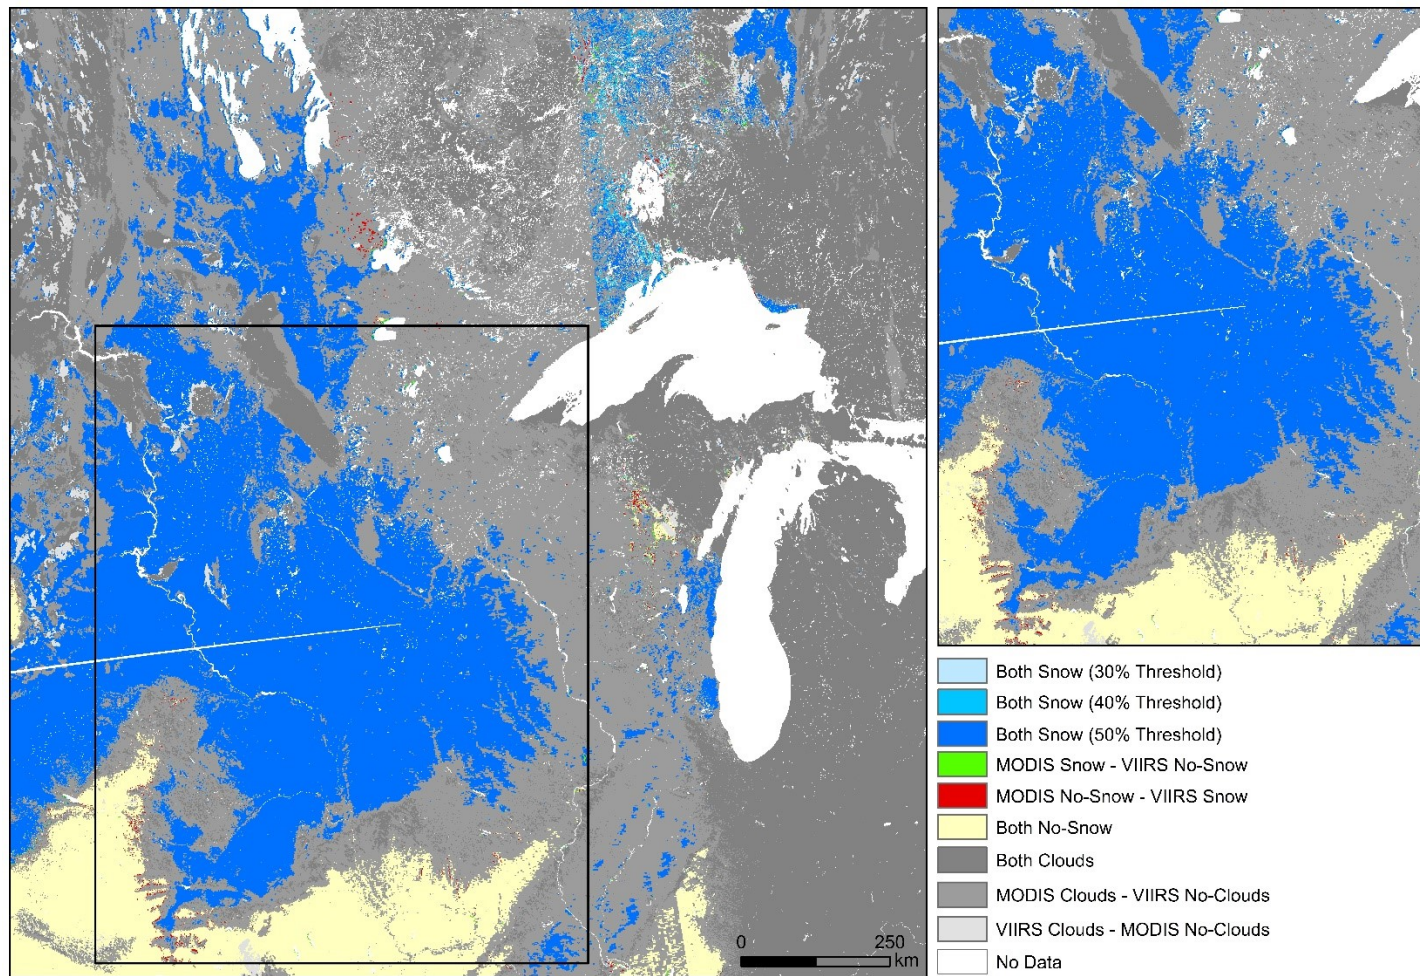 0 250
km
Both Snow (30% Threshold)
Both Snow (40% Threshold)
Both Snow (50% Threshold)
MODIS Snow - VIIRS No-Snow
MODIS No-Snow - VIIRS Snow
Both No-Snow
Both Clouds
MODIS Clouds - VIIRS No-Clouds
VIIRS Clouds - MODIS No-Clouds
No Data